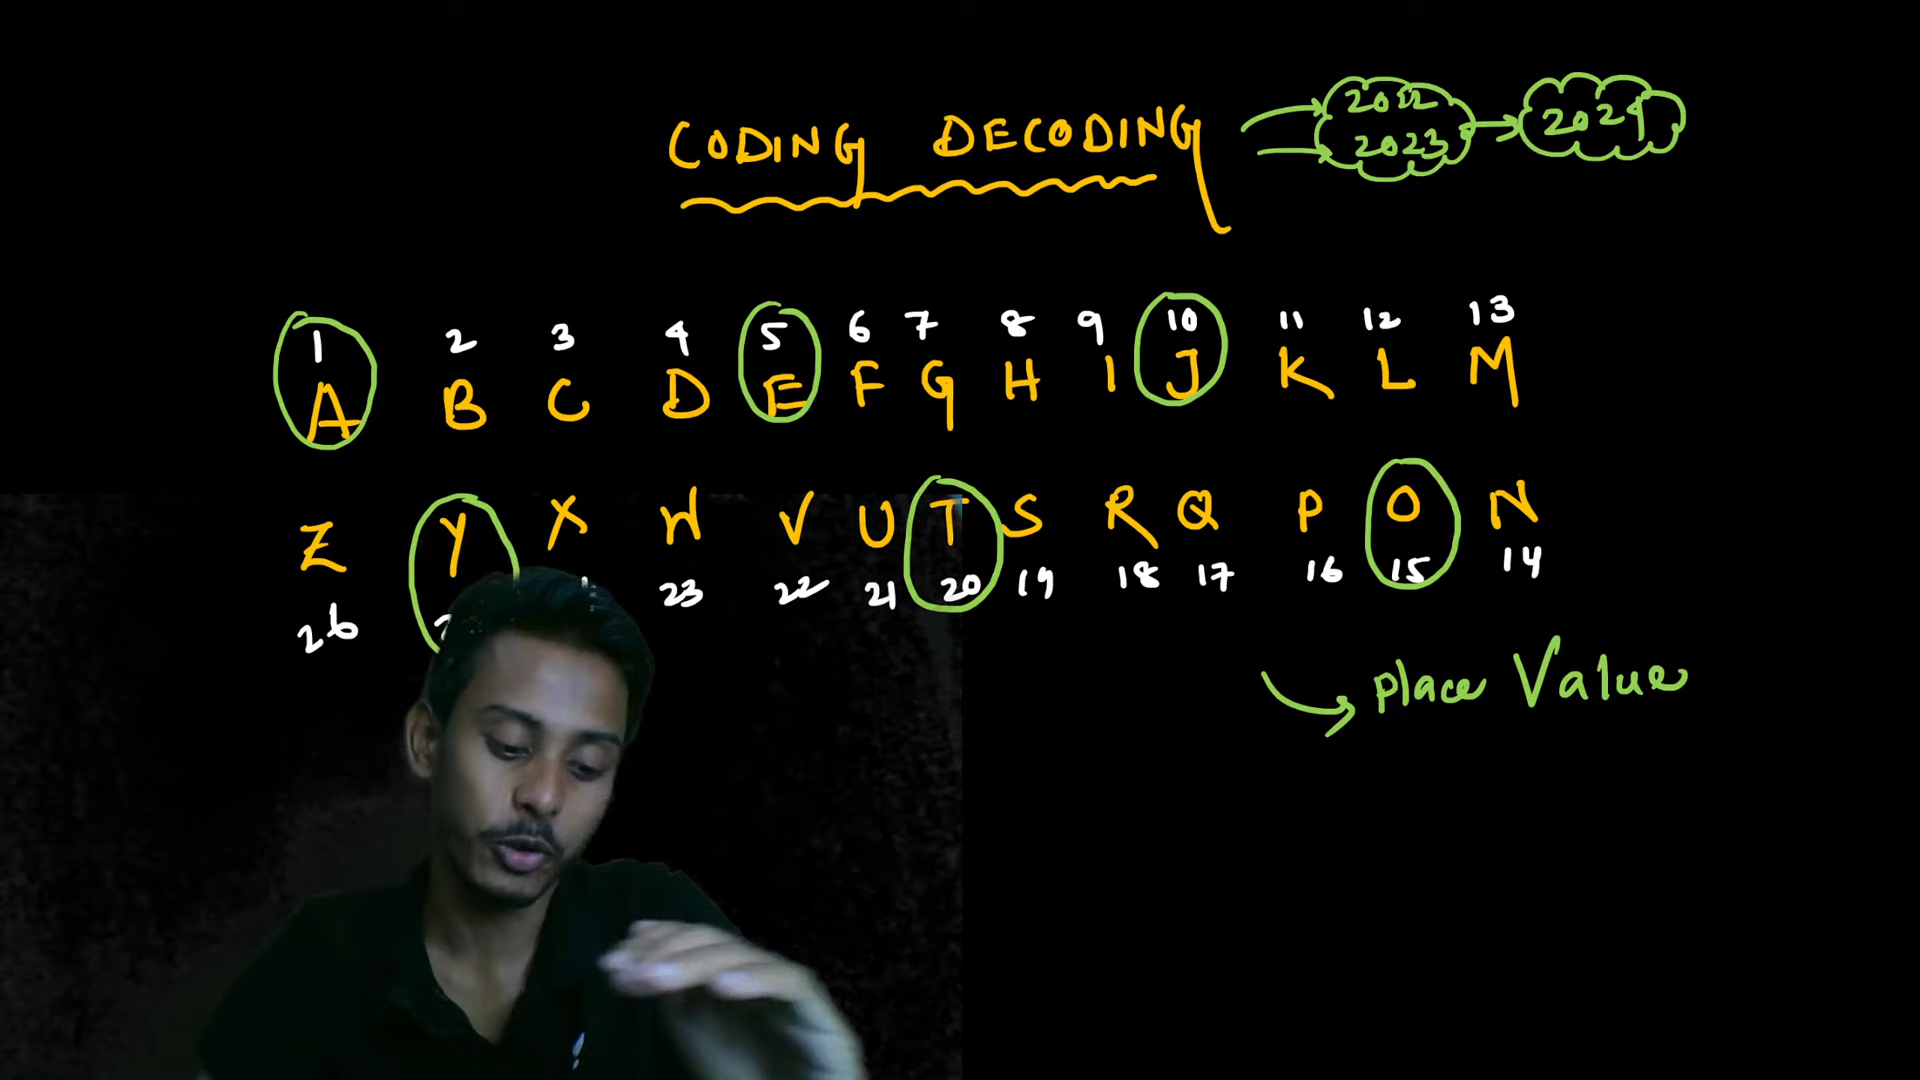 CODING DECODING
2022
2023
2024
1 2 3 4 5 6 7 8 9 10 11 12 13
A B C D E F G H I J K L M
Z Y X W V U T S R Q P O N
26 23 22 21 20 19 18 17 16 15 14
Place Value